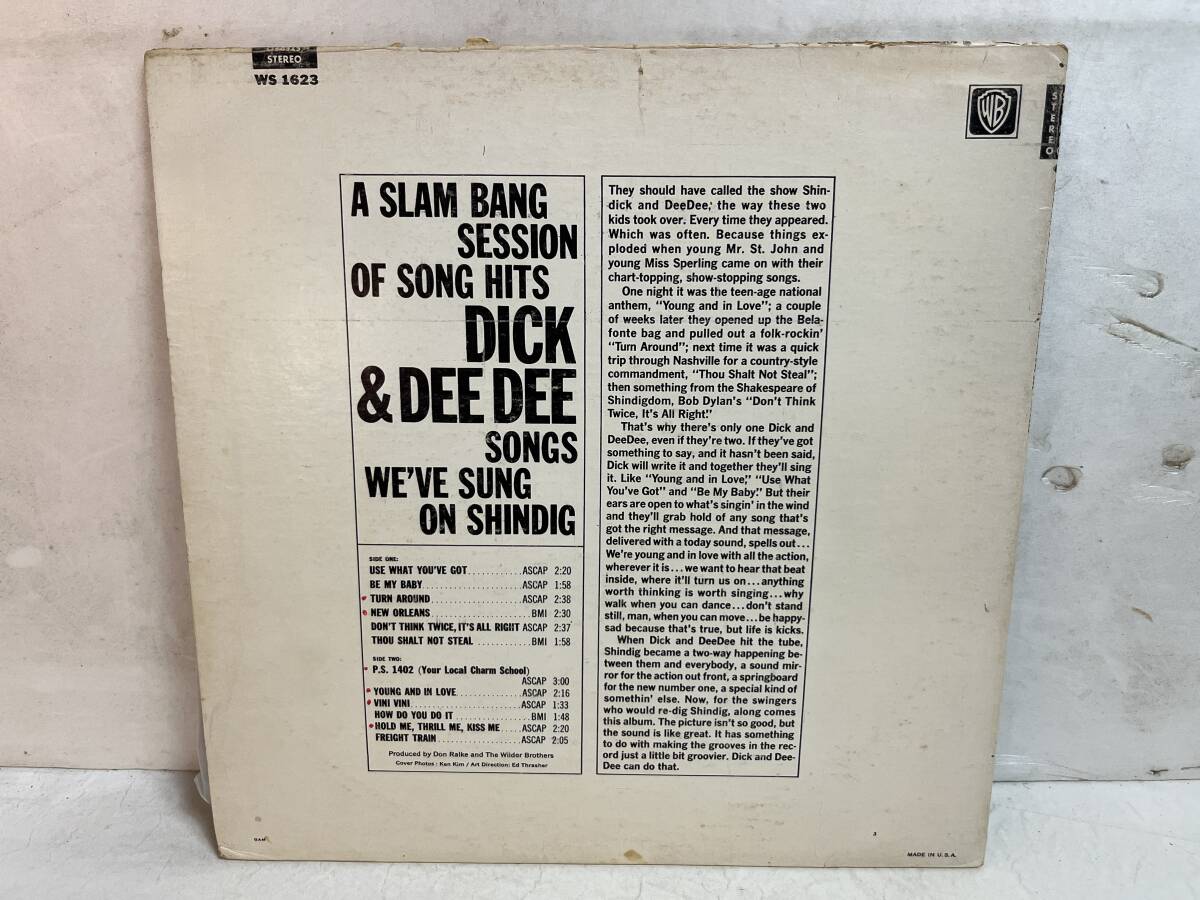 STEREO
WS 1623
WB
STEREO
A SLAM BANG
SESSION
OF SONG HITS
DICK
& DEE DEE
SONGS
WE'VE SUNG
ON SHINDIG
SIDE ONE:
USE WHAT YOU'VE GOT............ASCAP 2:20
BE MY BABY......................ASCAP 1:58
TURN AROUND....................ASCAP 2:38
NEW ORLEANS......................BMI 2:30
DON'T THINK TWICE, IT'S ALL RIGHT ASCAP 2:37
THOU SHALT NOT STEAL............BMI 1:58
SIDE TWO:
P.S. 1402 (Your Local Charm School)
ASCAP 3:00
YOUNG AND IN LOVE..............ASCAP 2:16
VINI VINI.........................ASCAP 1:33
HOW DO YOU DO IT.................BMI 1:48
HOLD ME, THRILL ME, KISS ME.....ASCAP 2:20
FREIGHT TRAIN...................ASCAP 2:05
Produced by Don Ralke and The Wilder Brothers
Cover Photos: Ken Kim / Art Direction: Ed Thrasher
They should have called the show Shin-
dick and DeeDee, the way these two
kids took over. Every time they appeared.
Which was often. Because things ex-
ploded when young Mr. St. John and
young Miss Sperling came on with their
chart-topping, show-stopping songs.
One night it was the teen-age national
anthem, "Young and in Love"; a couple
of weeks later they opened up the Bela-
fonte bag and pulled out a folk-rockin'
"Turn Around"; next time it was a quick
trip through Nashville for a country-style
commandment, "Thou Shalt Not Steal";
then something from the Shakespeare of
Shindigdom, Bob Dylan's "Don't Think
Twice, It's All Right."
That's why there's only one Dick and
DeeDee, even if they're two. If they've got
something to say, and it hasn't been said,
Dick will write it and together they'll sing
it. Like "Young and in Love," "Use What
You've Got" and "Be My Baby." But their
ears are open to what's singin' in the wind
and they'll grab hold of any song that's
got the right message. And that message,
delivered with a today sound, spells out...
We're young and in love with all the action,
wherever it is...we want to hear that beat
inside, where it'll turn us on...anything
worth thinking is worth singing...why
walk when you can dance...don't stand
still, man, when you can move...be happy-
sad because that's true, but life is kicks.
When Dick and DeeDee hit the tube,
Shindig became a two-way happening be-
tween them and everybody, a sound mir-
ror for the action out front, a springboard
for the new number one, a special kind of
somethin' else. Now, for the swingers
who would re-dig Shindig, along comes
this album. The picture isn't so good, but
the sound is like great. It has something
to do with making the grooves in the rec-
ord just a little bit groovier. Dick and Dee-
Dee can do that.
3
MADE IN U.S.A.